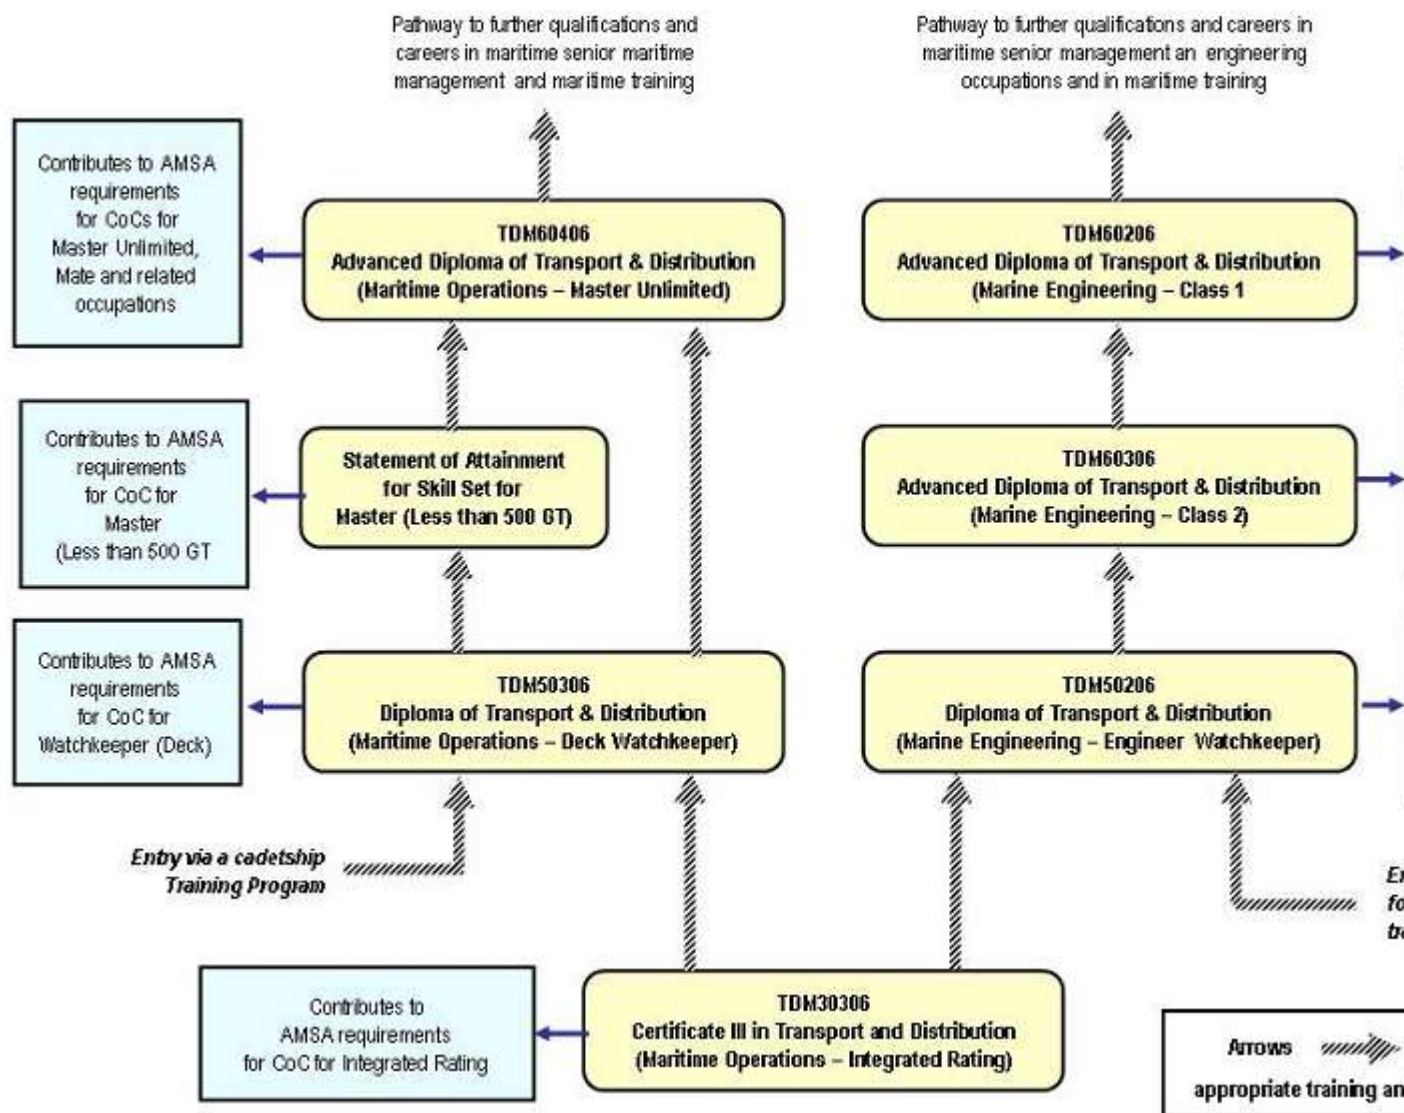 Pathway to further qualifications and
careers in maritime senior maritime
management and maritime training
Pathway to further qualifications and careers in
maritime senior management an engineering
occupations and in maritime training
Contributes to AMSA
requirements
for CoCs for
Master Unlimited,
Mate and related
occupations
TDM60406
Advanced Diploma of Transport & Distribution
(Maritime Operations – Master Unlimited)
TDM60206
Advanced Diploma of Transport & Distribution
(Marine Engineering – Class 1
Contributes to AMSA
requirements
for CoC for
Master
(Less than 500 GT
Statement of Attainment
for Skill Set for
Master (Less than 500 GT)
TDM60306
Advanced Diploma of Transport & Distribution
(Marine Engineering – Class 2)
Contributes to AMSA
requirements
for CoC for
Watchkeeper (Deck)
TDM50306
Diploma of Transport & Distribution
(Maritime Operations – Deck Watchkeeper)
TDM50206
Diploma of Transport & Distribution
(Marine Engineering – Engineer Watchkeeper)
Entry via a cadetship
Training Program
Contributes to
AMSA requirements
for CoC for Integrated Rating
TDM30306
Certificate III in Transport and Distribution
(Maritime Operations – Integrated Rating)
Arrows
appropriate training an